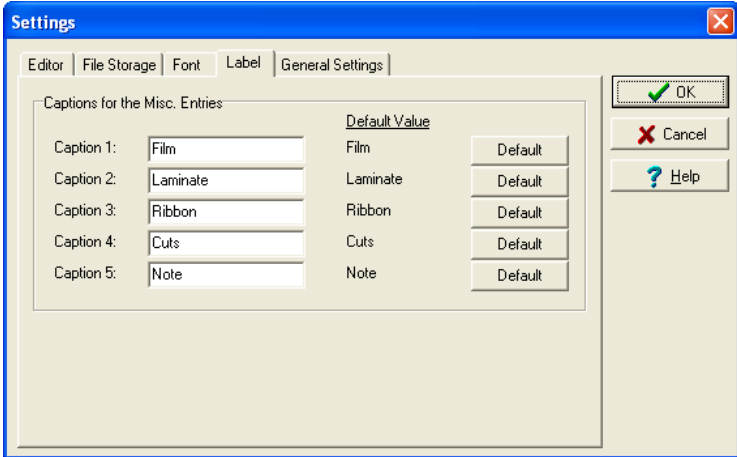 Settings
Editor File Storage Font Label General Settings
OK
Cancel
Help
Captions for the Misc. Entries
Default Value
Caption 1: Film Film Default
Caption 2: Laminate Laminate Default
Caption 3: Ribbon Ribbon Default
Caption 4: Cuts Cuts Default
Caption 5: Note Note Default